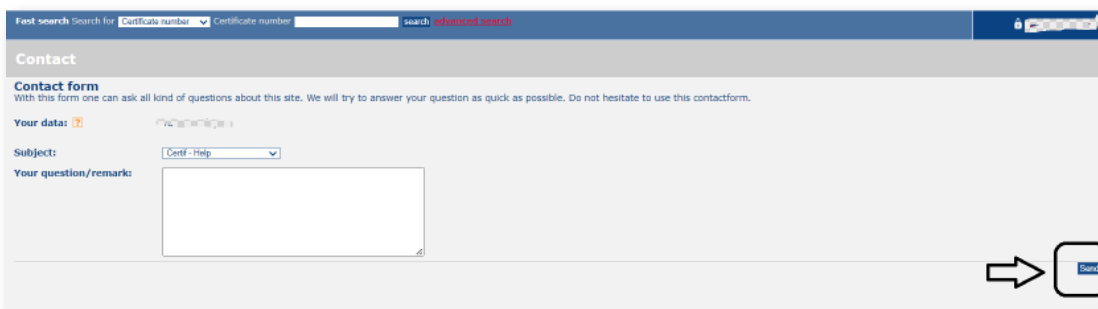 Fast search Search for Certificate number Certificate number search advanced search
Contact
Contact form
With this form one can ask all kind of questions about this site. We will try to answer your question as quick as possible. Do not hesitate to use this contactform.
Your data: ?
Subject: Certif - Help
Your question/remark:
Send